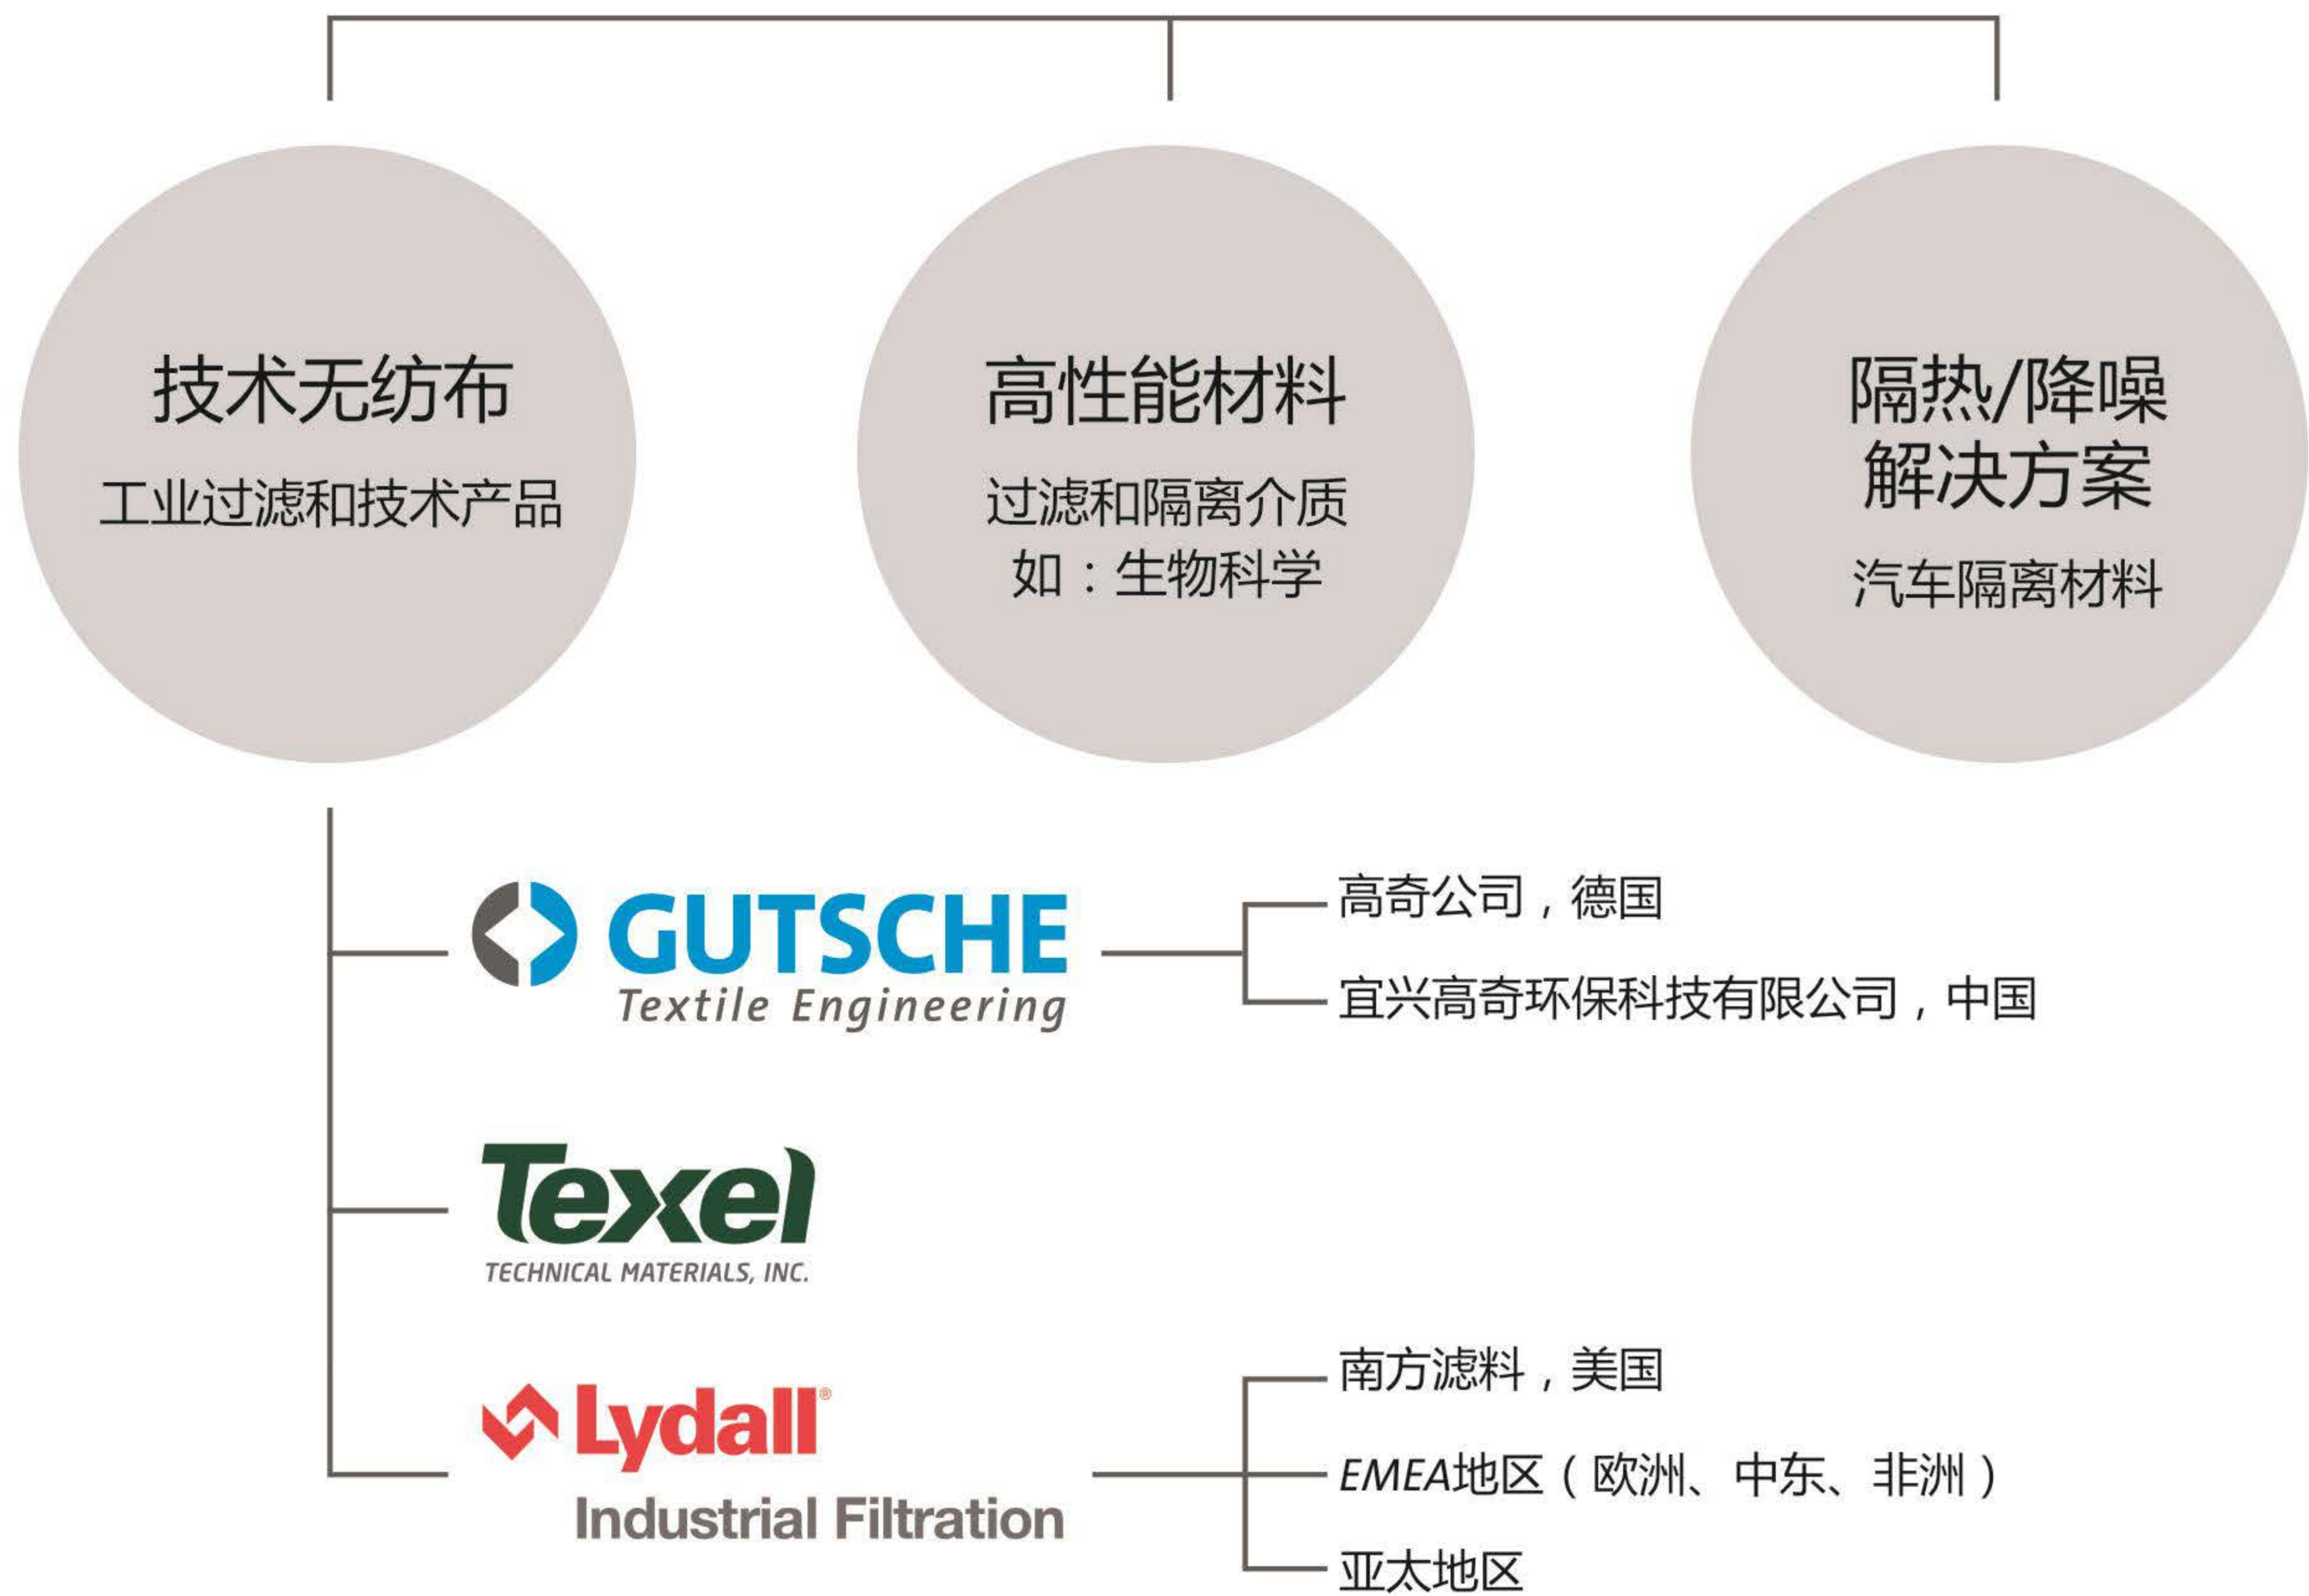 技术无纺布
工业过滤和技术产品
高性能材料
过滤和隔离介质
如：生物科学
隔热/降噪
解决方案
汽车隔离材料
GUTSCHE
Textile Engineering
高奇公司，德国
宜兴高奇环保科技有限公司，中国
Texel
TECHNICAL MATERIALS, INC.
Lydall®
Industrial Filtration
南方滤料，美国
EMEA地区（欧洲、中东、非洲）
亚太地区